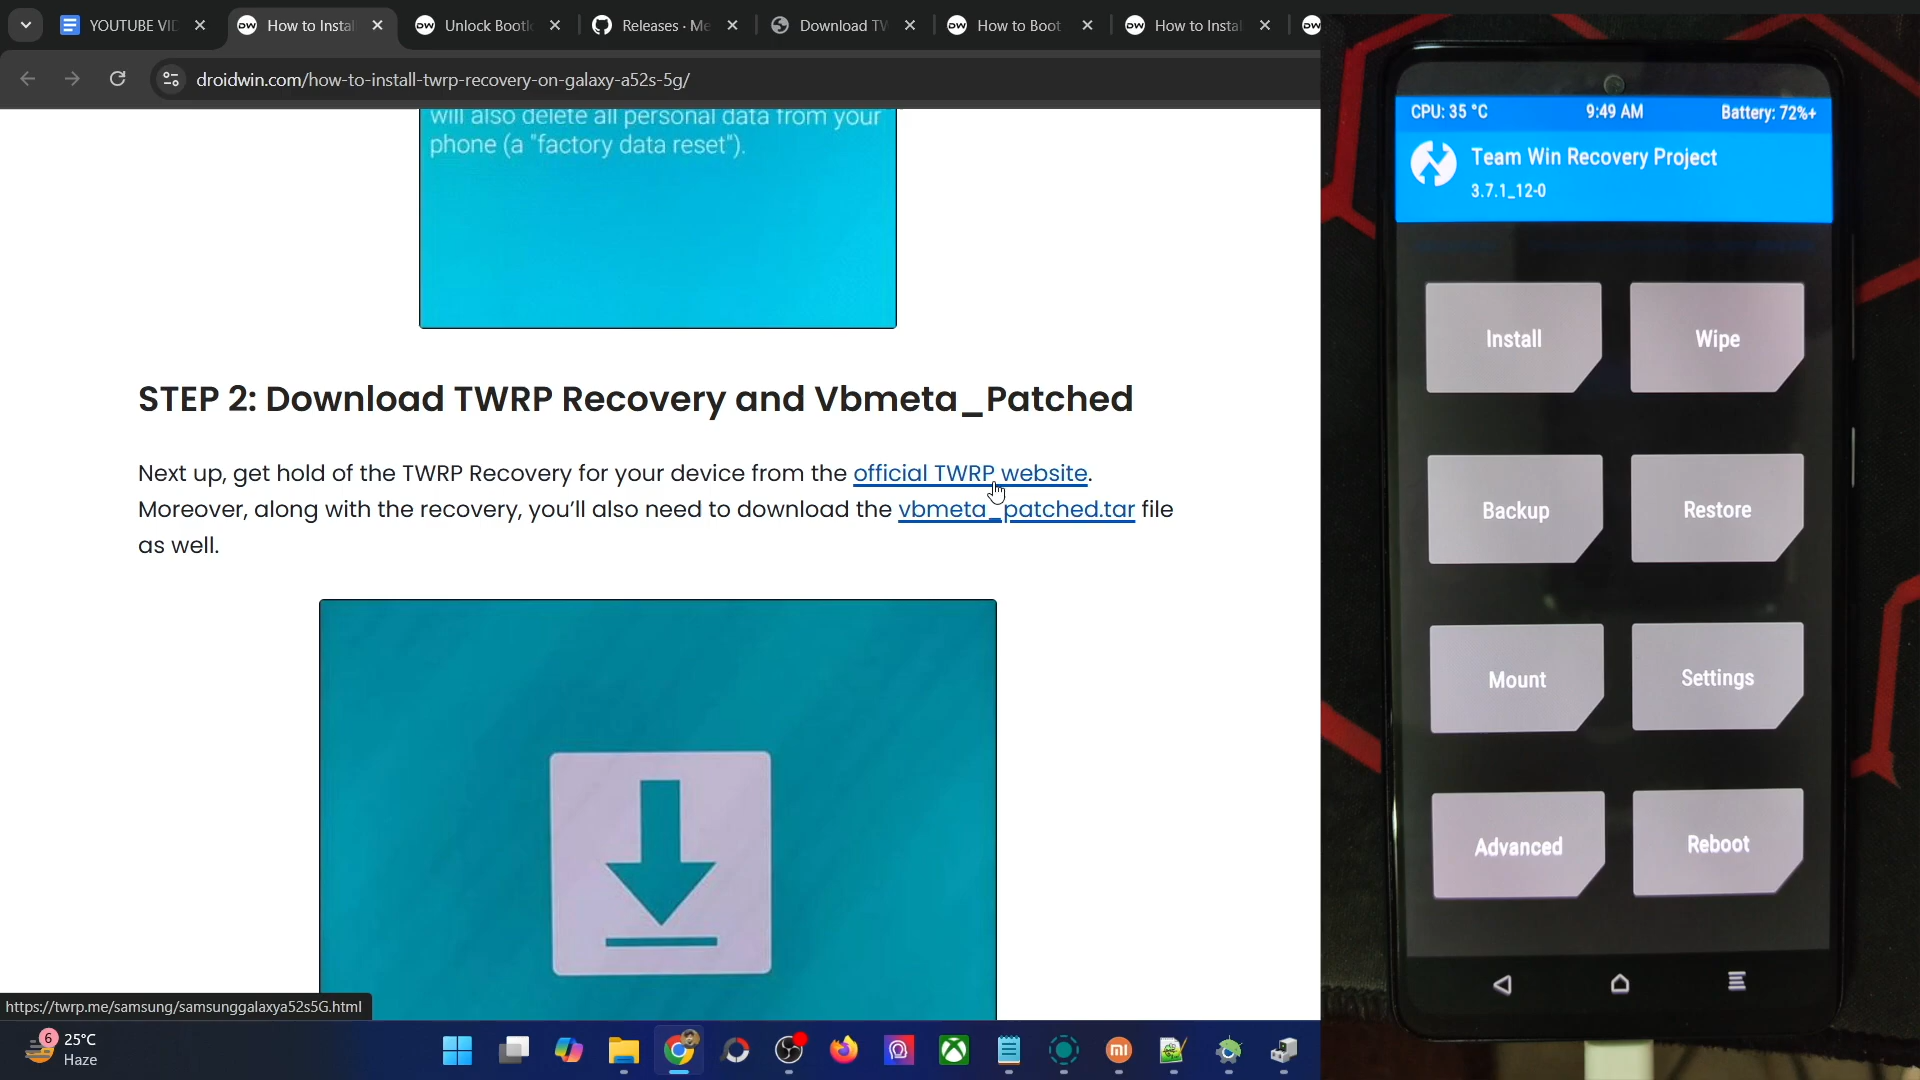 YOUTUBE VI
How to Instal
Unlock Bootl
Releases · Me
Download TW
How to Boot
How to Instal
droidwin.com/how-to-install-twrp-recovery-on-galaxy-a52s-5g/
will also delete all personal data from your
phone (a "factory data reset").
STEP 2: Download TWRP Recovery and Vbmeta_Patched
Next up, get hold of the TWRP Recovery for your device from the official TWRP website.
Moreover, along with the recovery, you'll also need to download the vbmeta_patched.tar file
as well.
https://twrp.me/samsung/samsunggalaxya52s5G.html
6
25°C
Haze
CPU: 35 °C
9:49 AM
Battery: 72%+
Team Win Recovery Project
3.7.1_12-0
Install
Wipe
Backup
Restore
Mount
Settings
Advanced
Reboot